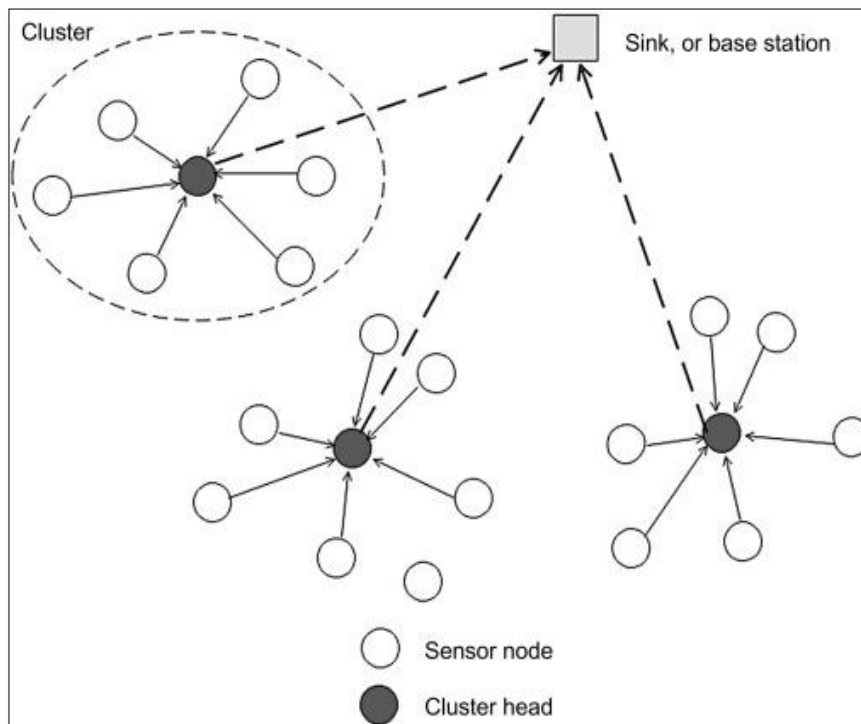 Cluster
Sink, or base station
Sensor node
Cluster head